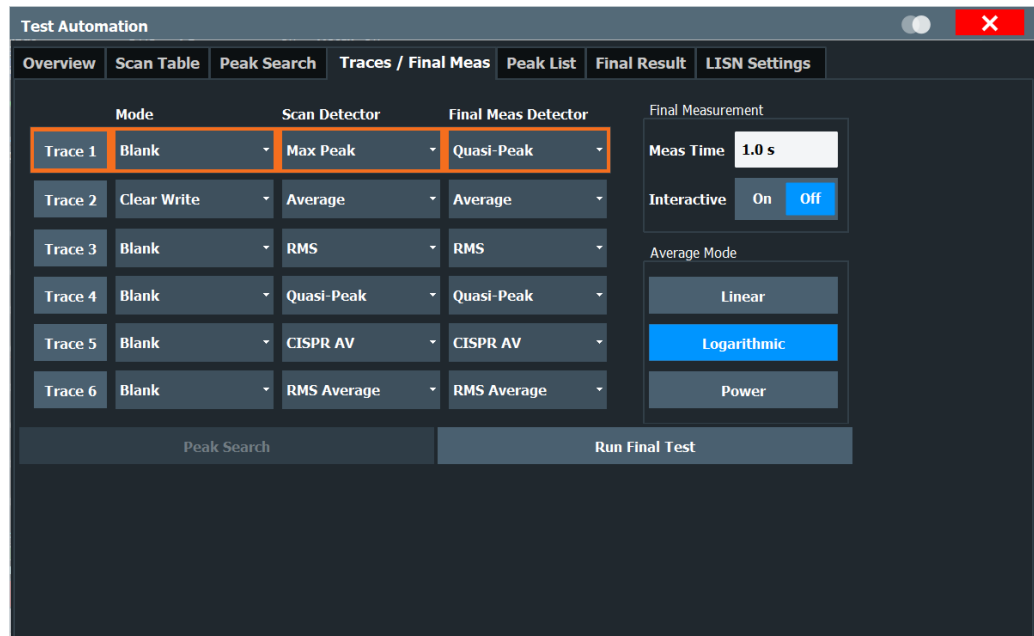 Test Automation
Overview Scan Table Peak Search Traces / Final Meas Peak List Final Result LISN Settings
Mode Scan Detector Final Meas Detector Final Measurement
Trace 1 Blank Max Peak Quasi-Peak Meas Time 1.0 s
Trace 2 Clear Write Average Average Interactive On Off
Trace 3 Blank RMS RMS Average Mode
Trace 4 Blank Quasi-Peak Quasi-Peak Linear
Trace 5 Blank CISPR AV CISPR AV Logarithmic
Trace 6 Blank RMS Average RMS Average Power
Peak Search Run Final Test